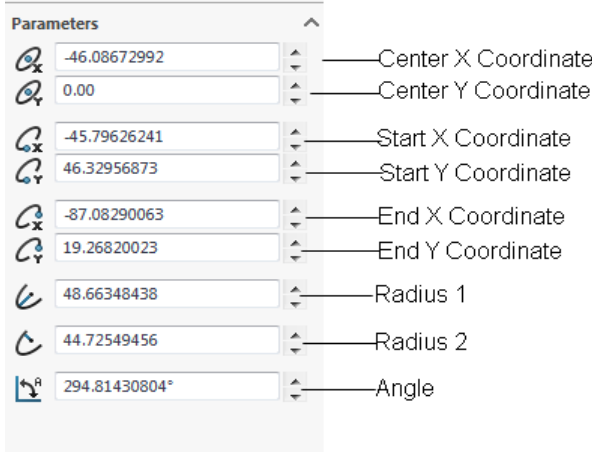 Parameters
-46.08672992 Center X Coordinate
0.00 Center Y Coordinate
-45.79626241 Start X Coordinate
46.32956873 Start Y Coordinate
-87.08290063 End X Coordinate
19.26820023 End Y Coordinate
48.66348438 Radius 1
44.72549456 Radius 2
294.81430804° Angle